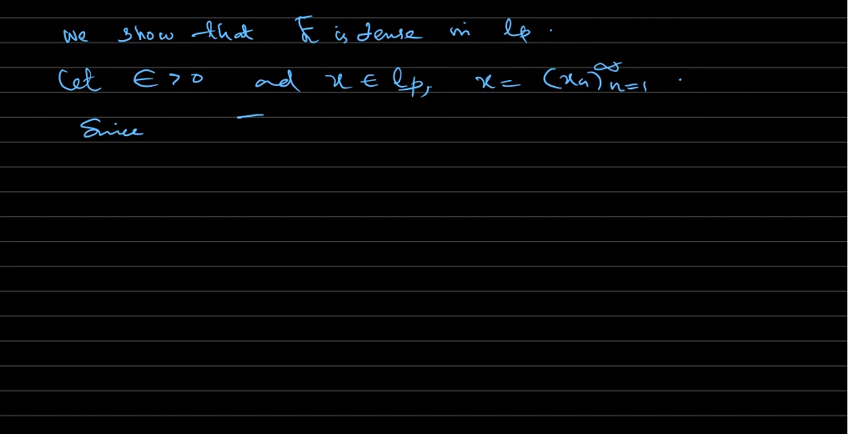 We show that E is dense in lp.
Let ∈ > 0 and x ∈ lp, x = (xn)∞n=1.
Since